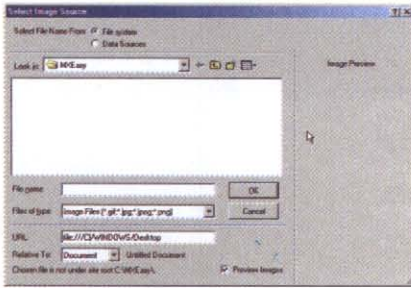 Select Image Source
Select File Name From: File system
Data Sources
Look in: MXEasy
Image Preview
File name:
OK
Files of type: Image Files (*.gif;*.jpg;*.jpeg;*.png)
Cancel
URL: file:///C|/WINDOWS/Desktop
Relative To: Document Untitled Document
Chosen file is not under site root C:\MXEasy\.
Preview Images